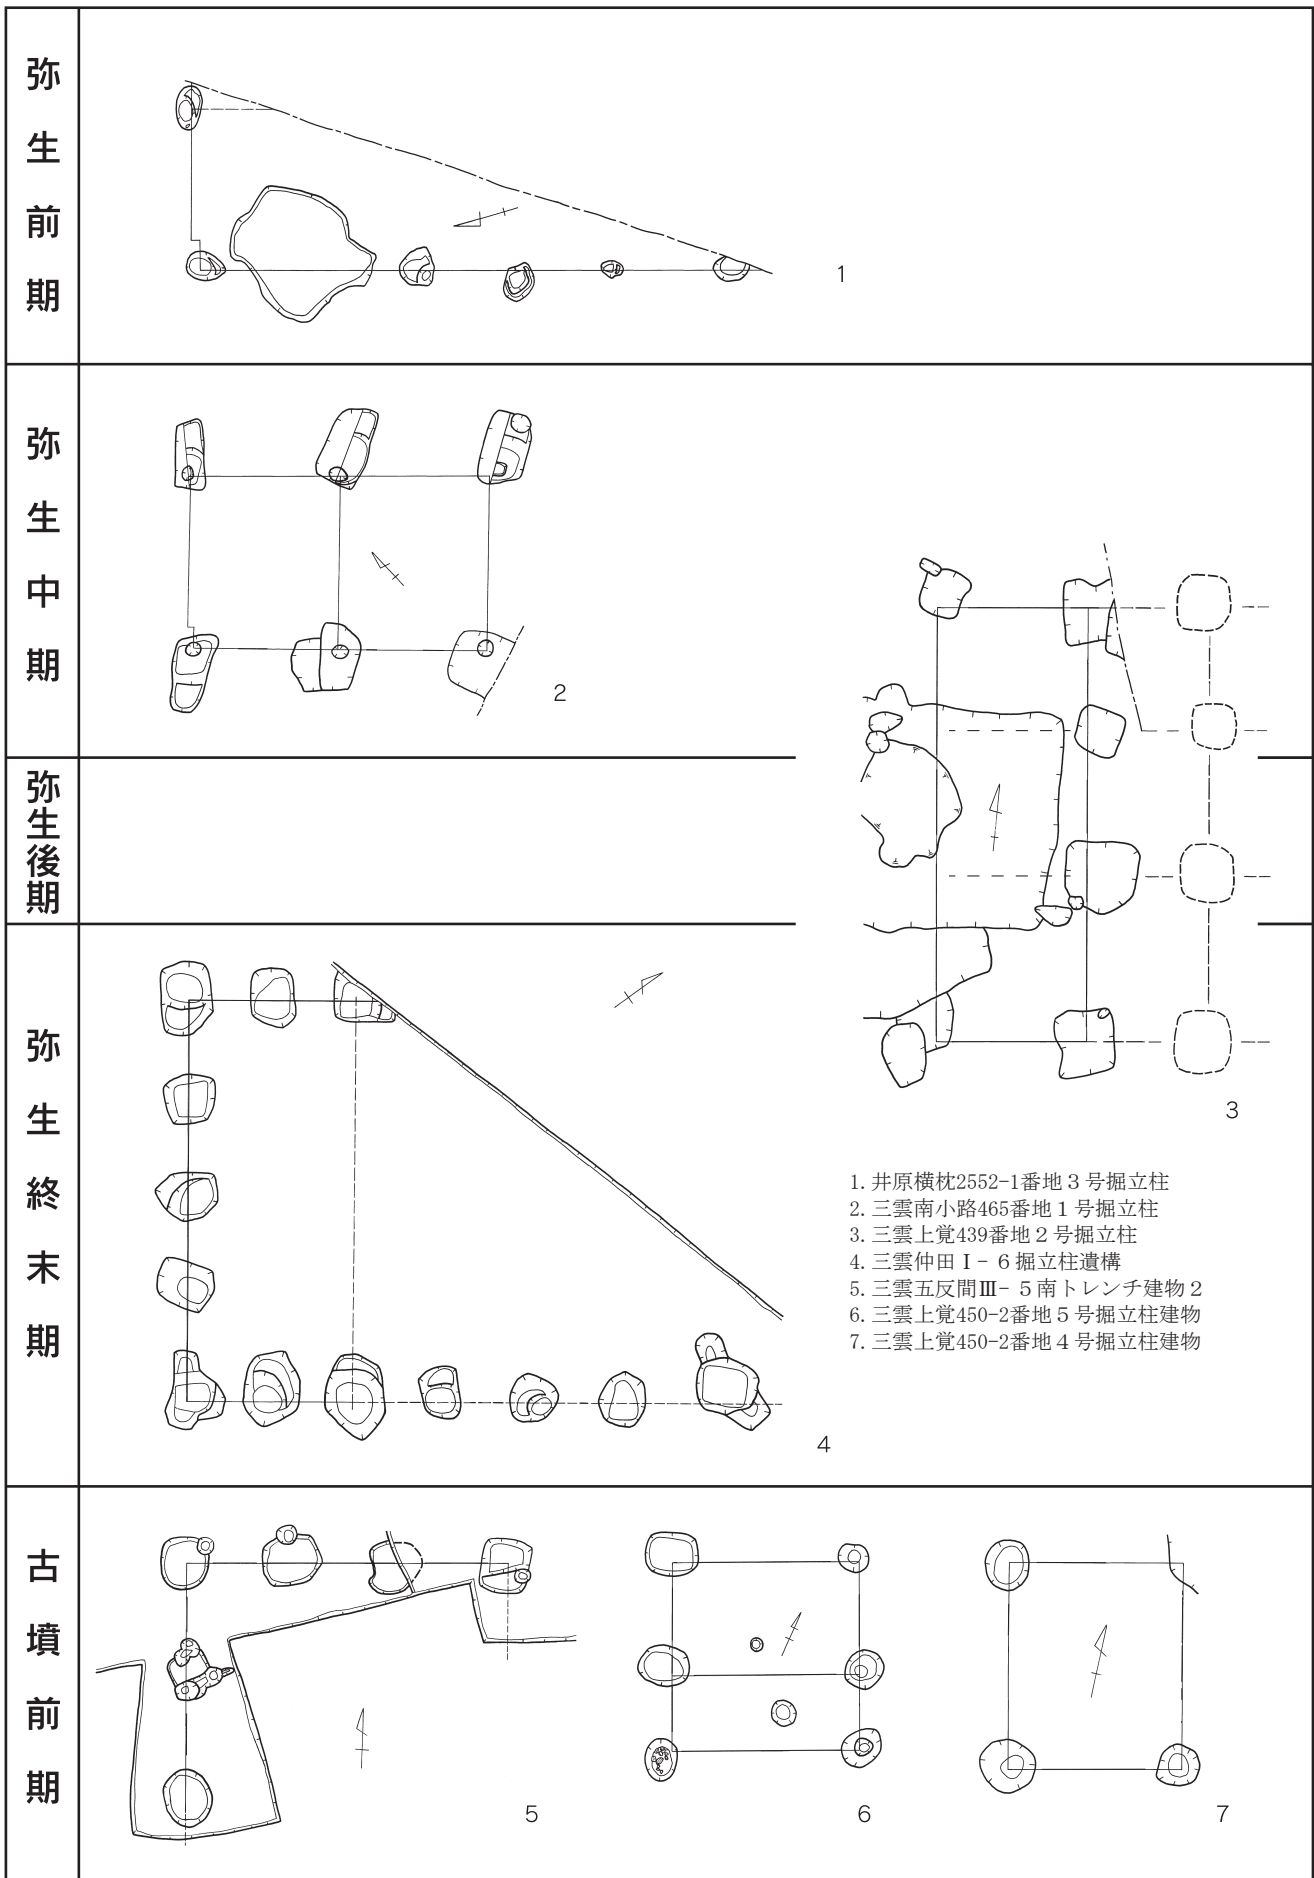 弥生前期
1
弥生中期
2
弥生後期
3
1. 井原横枕2552-1番地３号掘立柱
2. 三雲南小路465番地１号掘立柱
3. 三雲上覚439番地２号掘立柱
4. 三雲仲田Ⅰ-６掘立柱遺構
5. 三雲五反間Ⅲ-５南トレンチ建物２
6. 三雲上覚450-2番地５号掘立柱建物
7. 三雲上覚450-2番地４号掘立柱建物
弥生終末期
4
古墳前期
5
6
7